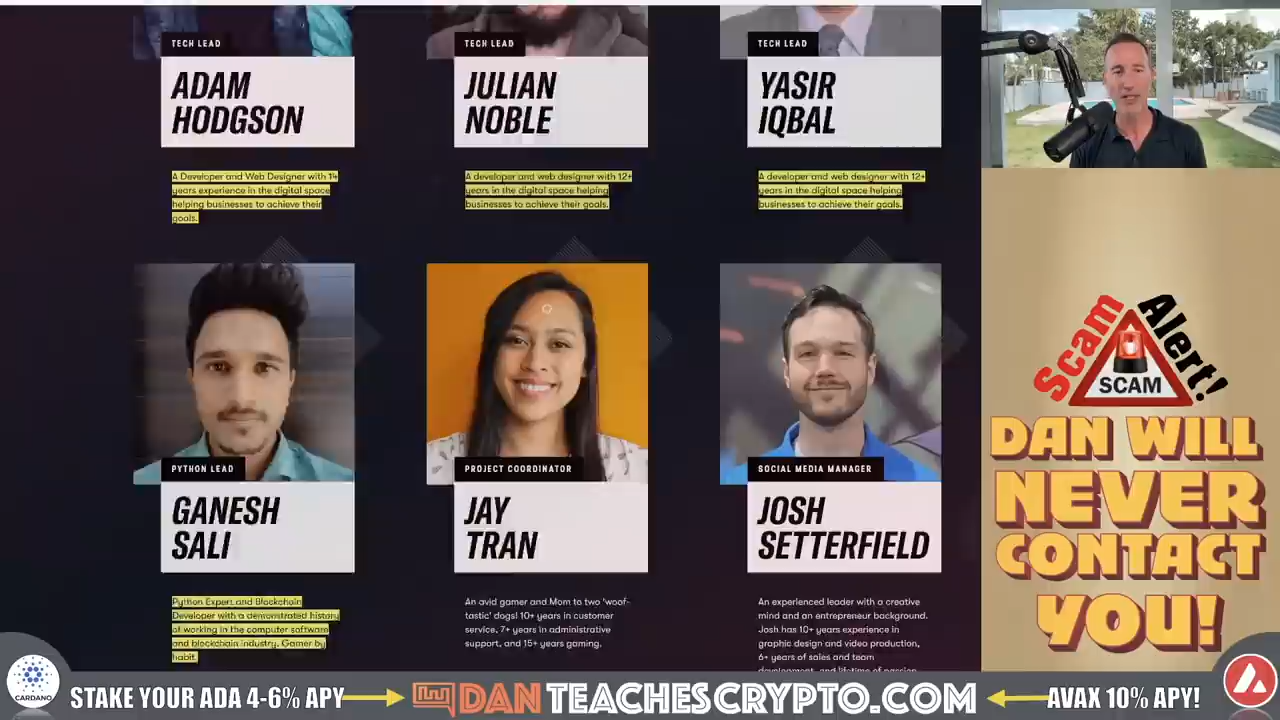 TECH LEAD
ADAM
HODGSON
A Developer and Web Designer with 14
years experience in the digital space
helping businesses to achieve their
goals.
TECH LEAD
JULIAN
NOBLE
A developer and web designer with 12+
years in the digital space helping
businesses to achieve their goals.
TECH LEAD
YASIR
IQBAL
A developer and web designer with 12+
years in the digital space helping
businesses to achieve their goals.
PYTHON LEAD
GANESH
SALI
Python Expert and Blockchain
Developer with a demonstrated history
of working in the computer software
and blockchain industry. Gamer by
habit.
PROJECT COORDINATOR
JAY
TRAN
An avid gamer and Mom to two 'woof-
tastic' dogs! 10+ years in customer
service, 7+ years in administrative
support, and 15+ years gaming.
SOCIAL MEDIA MANAGER
JOSH
SETTERFIELD
An experienced leader with a creative
mind and an entrepreneur background.
Josh has 10+ years experience in
graphic design and video production,
6+ years of sales and team
development, and lifetime of passion
Scam Alert!
SCAM
DAN WILL
NEVER
CONTACT
YOU!
CARDANO
STAKE YOUR ADA 4-6% APY
DAN TEACHESCRYPTO.COM
AVAX 10% APY!